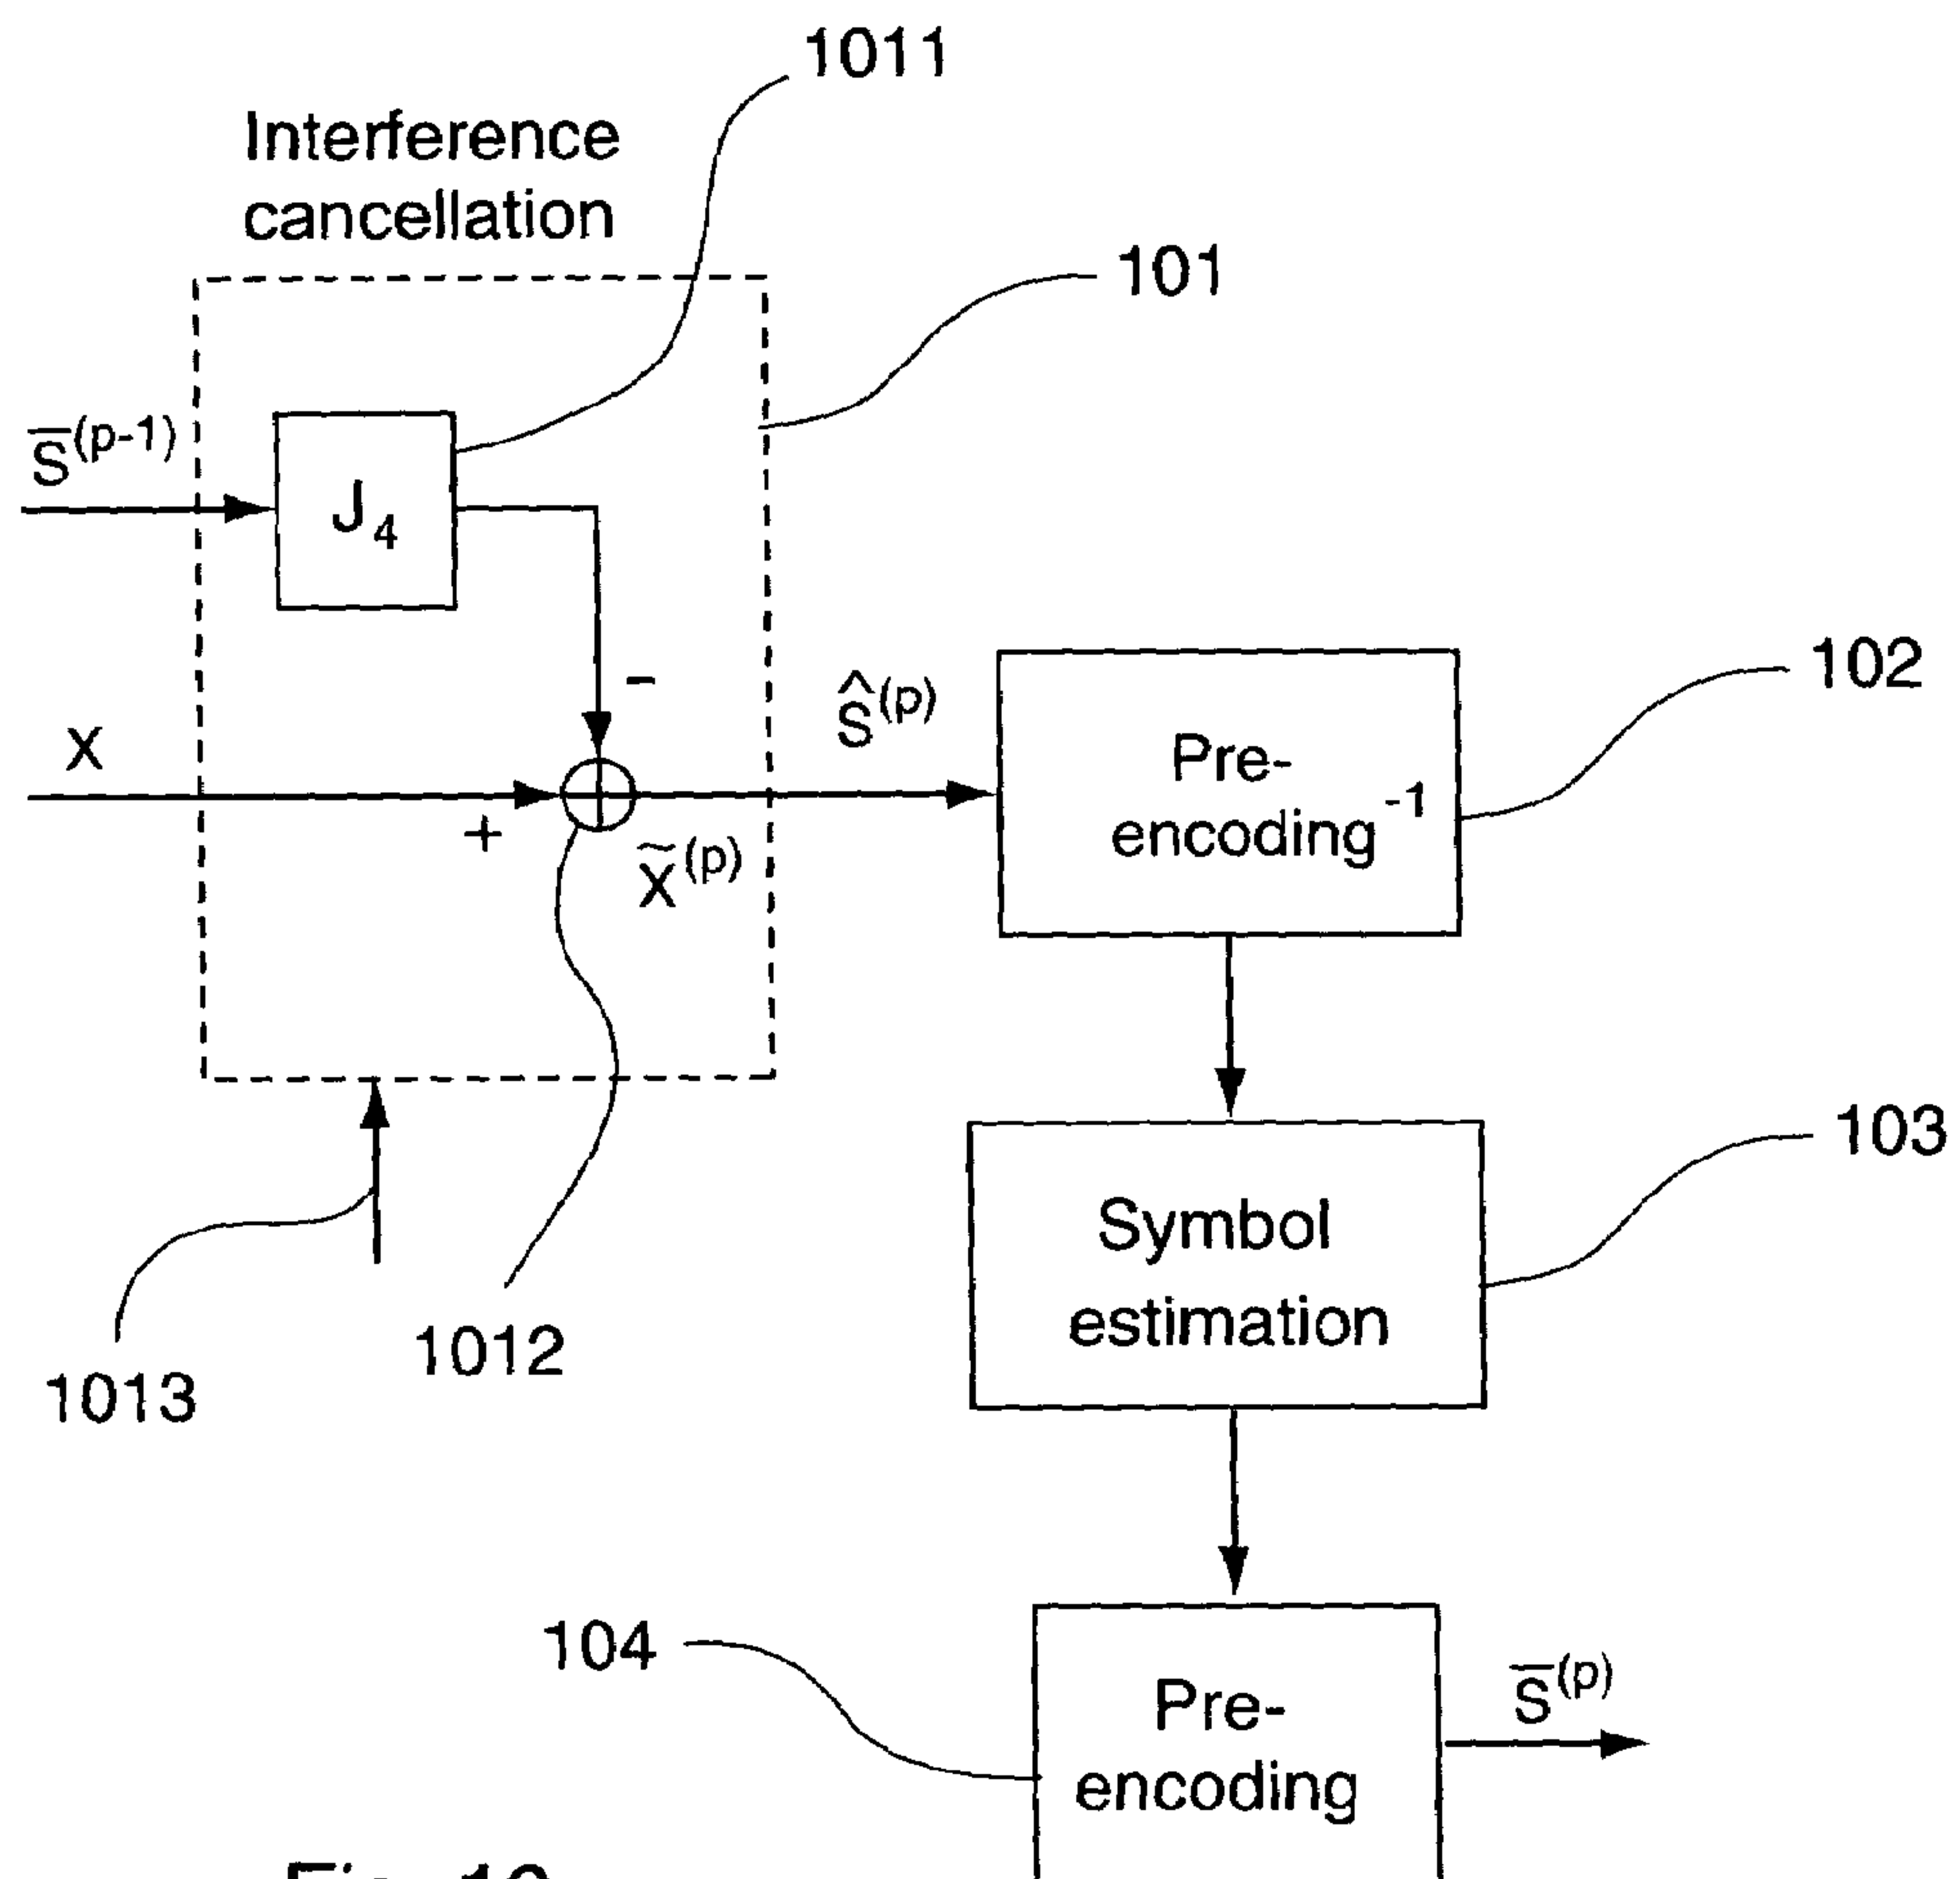 1011
Interference
cancellation
101
s̅(p-1)
J4
-
102
ŝ(p)
x
Pre-
encoding-1
+
x̃(p)
103
Symbol
estimation
1012
1013
104
s̅(p)
Pre-
encoding